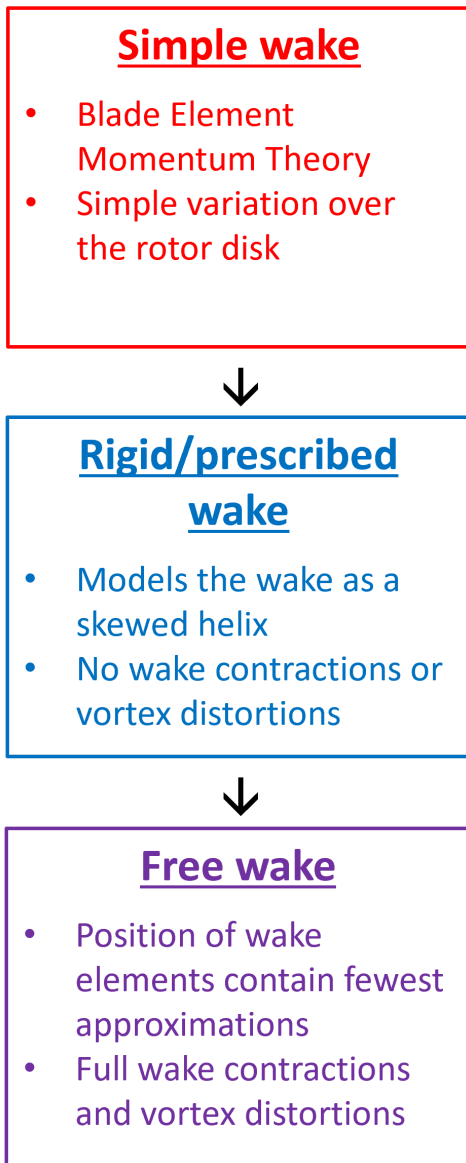 Simple wake
• Blade Element
Momentum Theory
• Simple variation over
the rotor disk
↓
Rigid/prescribed
wake
• Models the wake as a
skewed helix
• No wake contractions or
vortex distortions
↓
Free wake
• Position of wake
elements contain fewest
approximations
• Full wake contractions
and vortex distortions